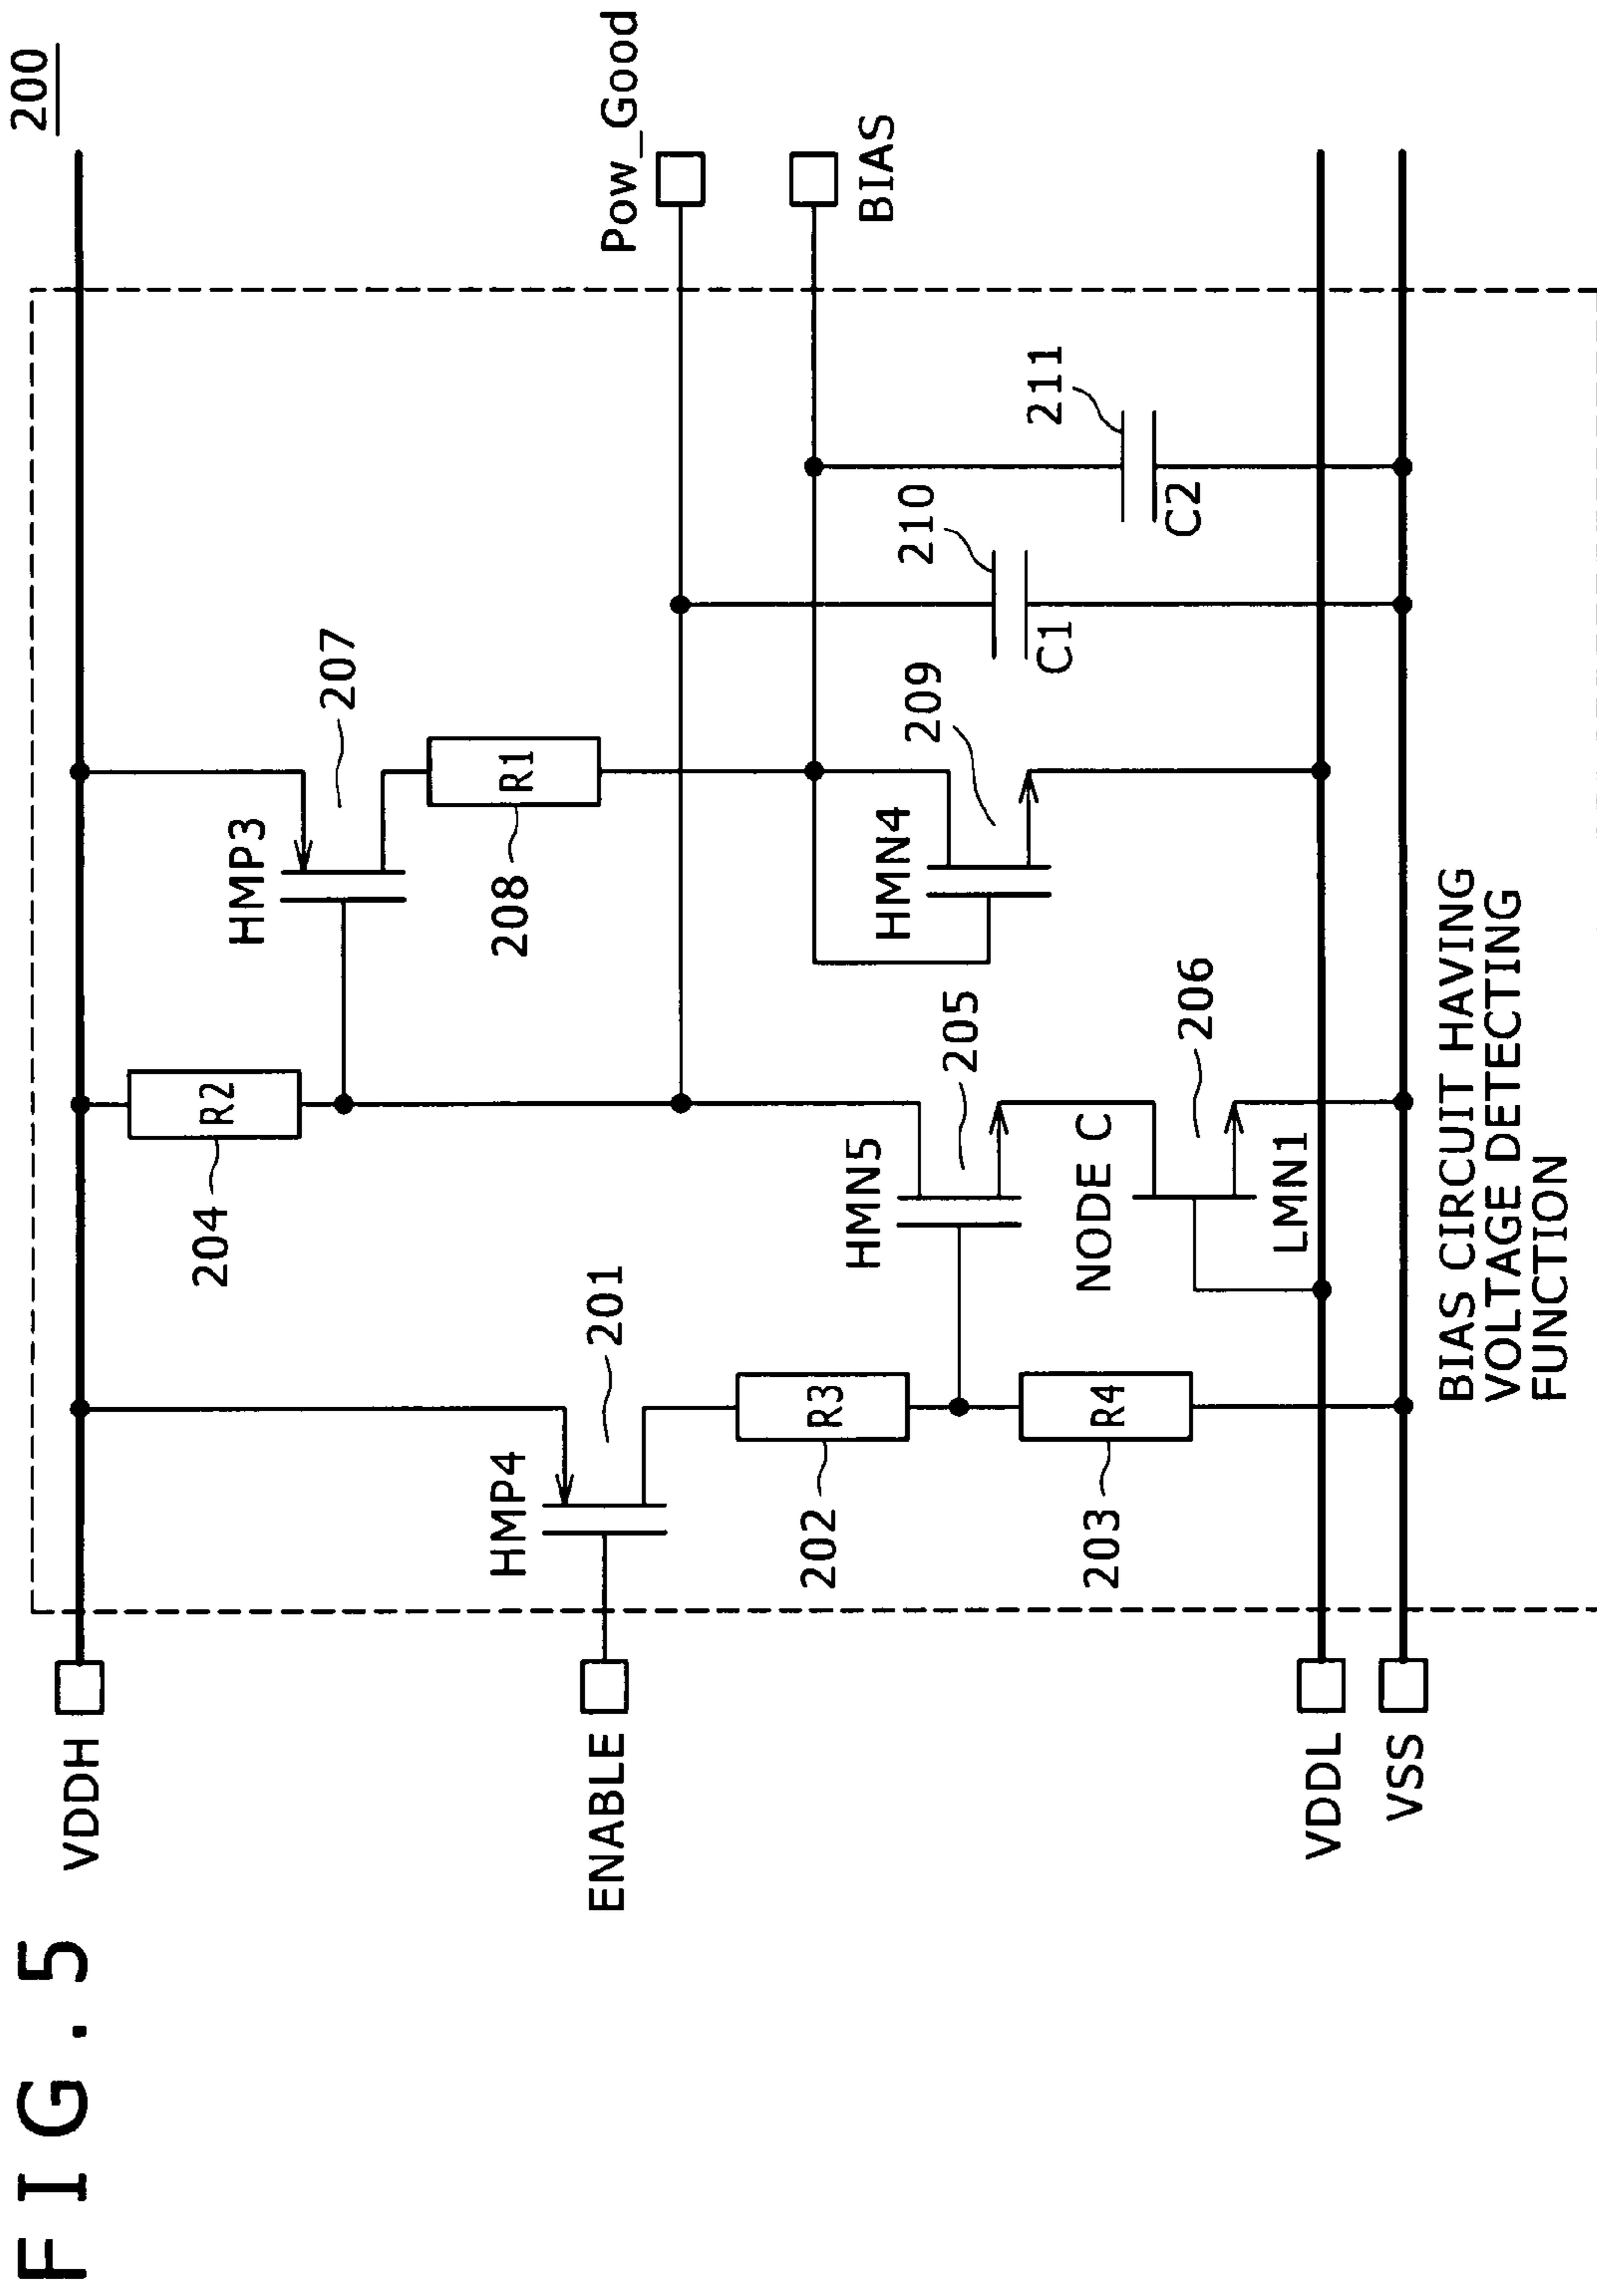 FIG. 5
200
VDDH
ENABLE
VDDL
VSS
Pow_Good
BIAS
HMP4
201
R3
202
R4
203
R2
204
HMN5
205
NODE C
206
LMN1
HMP3
207
R1
208
HMN4
209
210
C1
211
C2
BIAS CIRCUIT HAVING
VOLTAGE DETECTING
FUNCTION